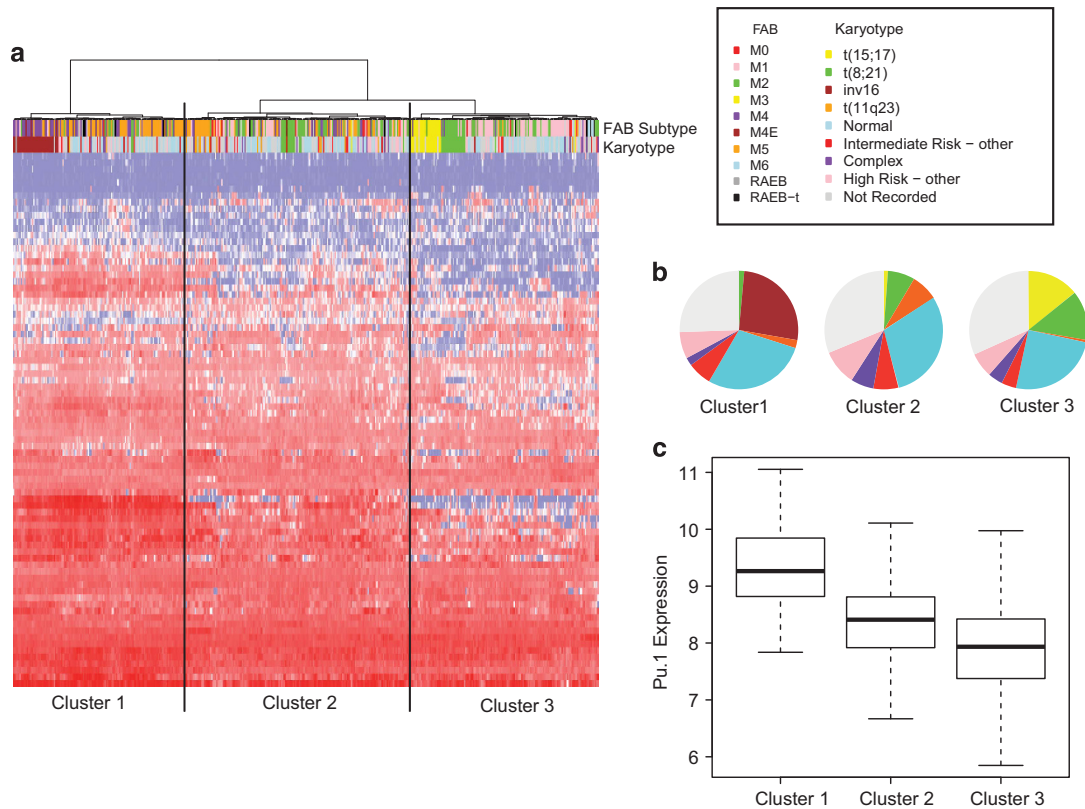 a
FAB Subtype
Karyotype
Cluster 1
Cluster 2
Cluster 3
FAB
M0
M1
M2
M3
M4
M4E
M5
M6
RAEB
RAEB-t
Karyotype
t(15;17)
t(8;21)
inv16
t(11q23)
Normal
Intermediate Risk - other
Complex
High Risk - other
Not Recorded
b
Cluster1
Cluster 2
Cluster 3
c
Pu.1 Expression
11
10
9
8
7
6
Cluster 1
Cluster 2
Cluster 3